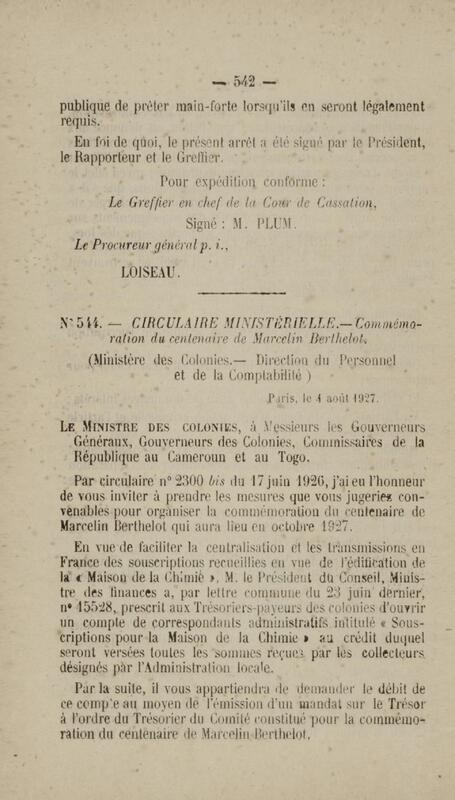 — 542 —
publique de prêter main-forte lorsqu'ils en seront légalement
requis.
En foi de quoi, le présent arrêt a été signé par le Président,
le Rapporteur et le Greffier.
Pour expédition conforme :
Le Greffier en chef de la Cour de Cassation,
Signé : M. PLUM.
Le Procureur général p. i.,
LOISEAU.
N° 544. — CIRCULAIRE MINISTÉRIELLE.— Commémo-
ration du centenaire de Marcelin Berthelot.
(Ministère des Colonies.— Direction du Personnel
et de la Comptabilité )
Paris, le 4 août 1927.
LE MINISTRE DES COLONIES, à Messieurs les Gouverneurs
Généraux, Gouverneurs des Colonies, Commissaires de la
République au Cameroun et au Togo.
Par circulaire n° 2300 bis du 17 juin 1926, j'ai eu l'honneur
de vous inviter à prendre les mesures que vous jugeriez con-
venables pour organiser la commémoration du centenaire de
Marcelin Berthelot qui aura lieu en octobre 1927.
En vue de faciliter la centralisation et les transmissions en
France des souscriptions recueillies en vue de l'édification de
la « Maison de la Chimie », M. le Président du Conseil, Minis-
tre des finances a, par lettre commune du 23 juin dernier,
n° 15528, prescrit aux Trésoriers-payeurs des colonies d'ouvrir
un compte de correspondants administratifs intitulé « Sous-
criptions pour la Maison de la Chimie » au crédit duquel
seront versées toutes les sommes reçues par les collecteurs
désignés par l'Administration locale.
Par la suite, il vous appartiendra de demander le débit de
ce comp'e au moyen de l'émission d'un mandat sur le Trésor
à l'ordre du Trésorier du Comité constitué pour la commémo-
ration du centenaire de Marcelin Berthelot.